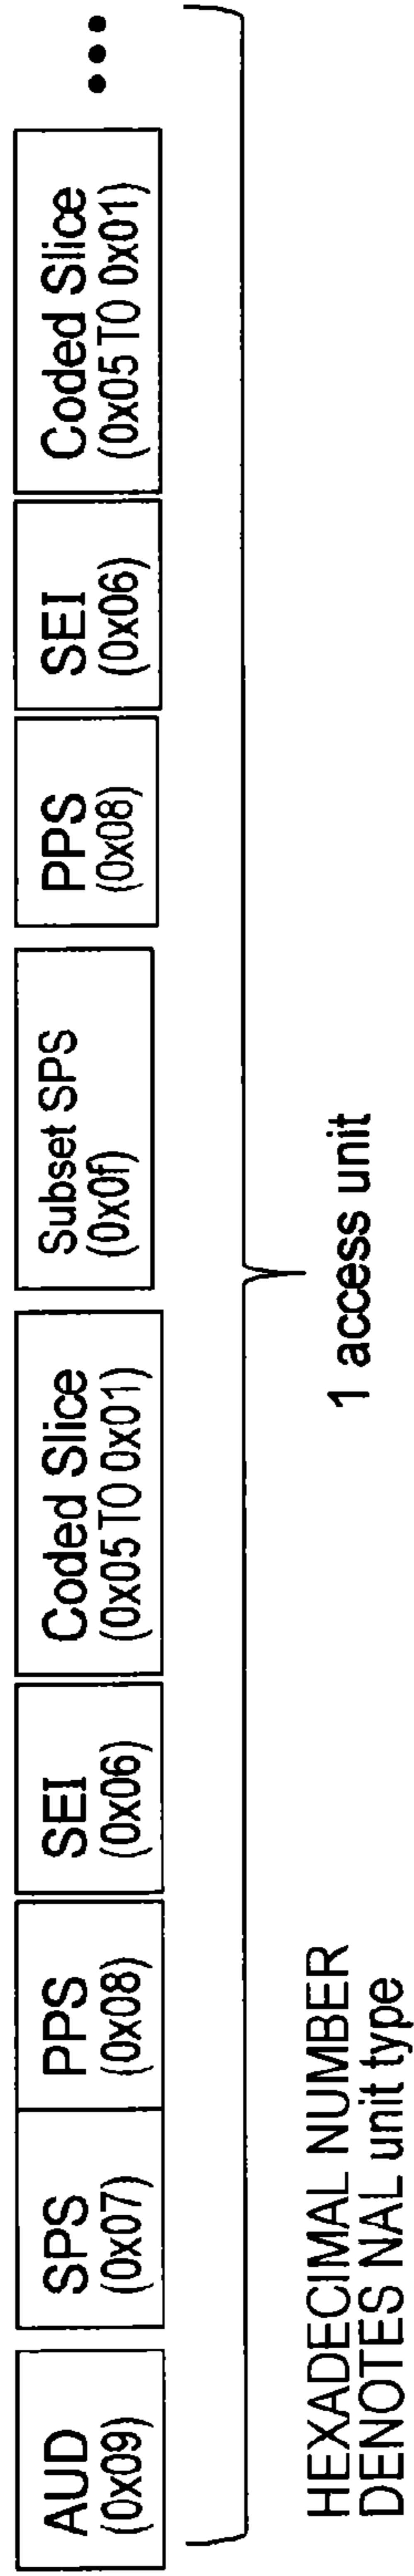 AUD
(0x09)
SPS
(0x07)
PPS
(0x08)
SEI
(0x06)
Coded Slice
(0x05 TO 0x01)
Subset SPS
(0x0f)
PPS
(0x08)
SEI
(0x06)
Coded Slice
(0x05 TO 0x01)
•••
1 access unit
HEXADECIMAL NUMBER
DENOTES NAL unit type